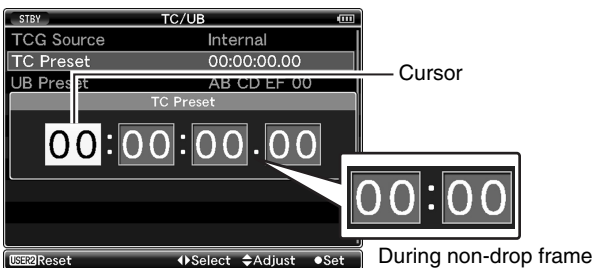 STBY TC/UB
TCG Source Internal
TC Preset 00:00:00.00
UB Preset AB CD EF 00
Cursor
TC Preset
00:00:00.00
00:00
During non-drop frame
USER2 Reset ◀▶Select ▲▼Adjust ●Set